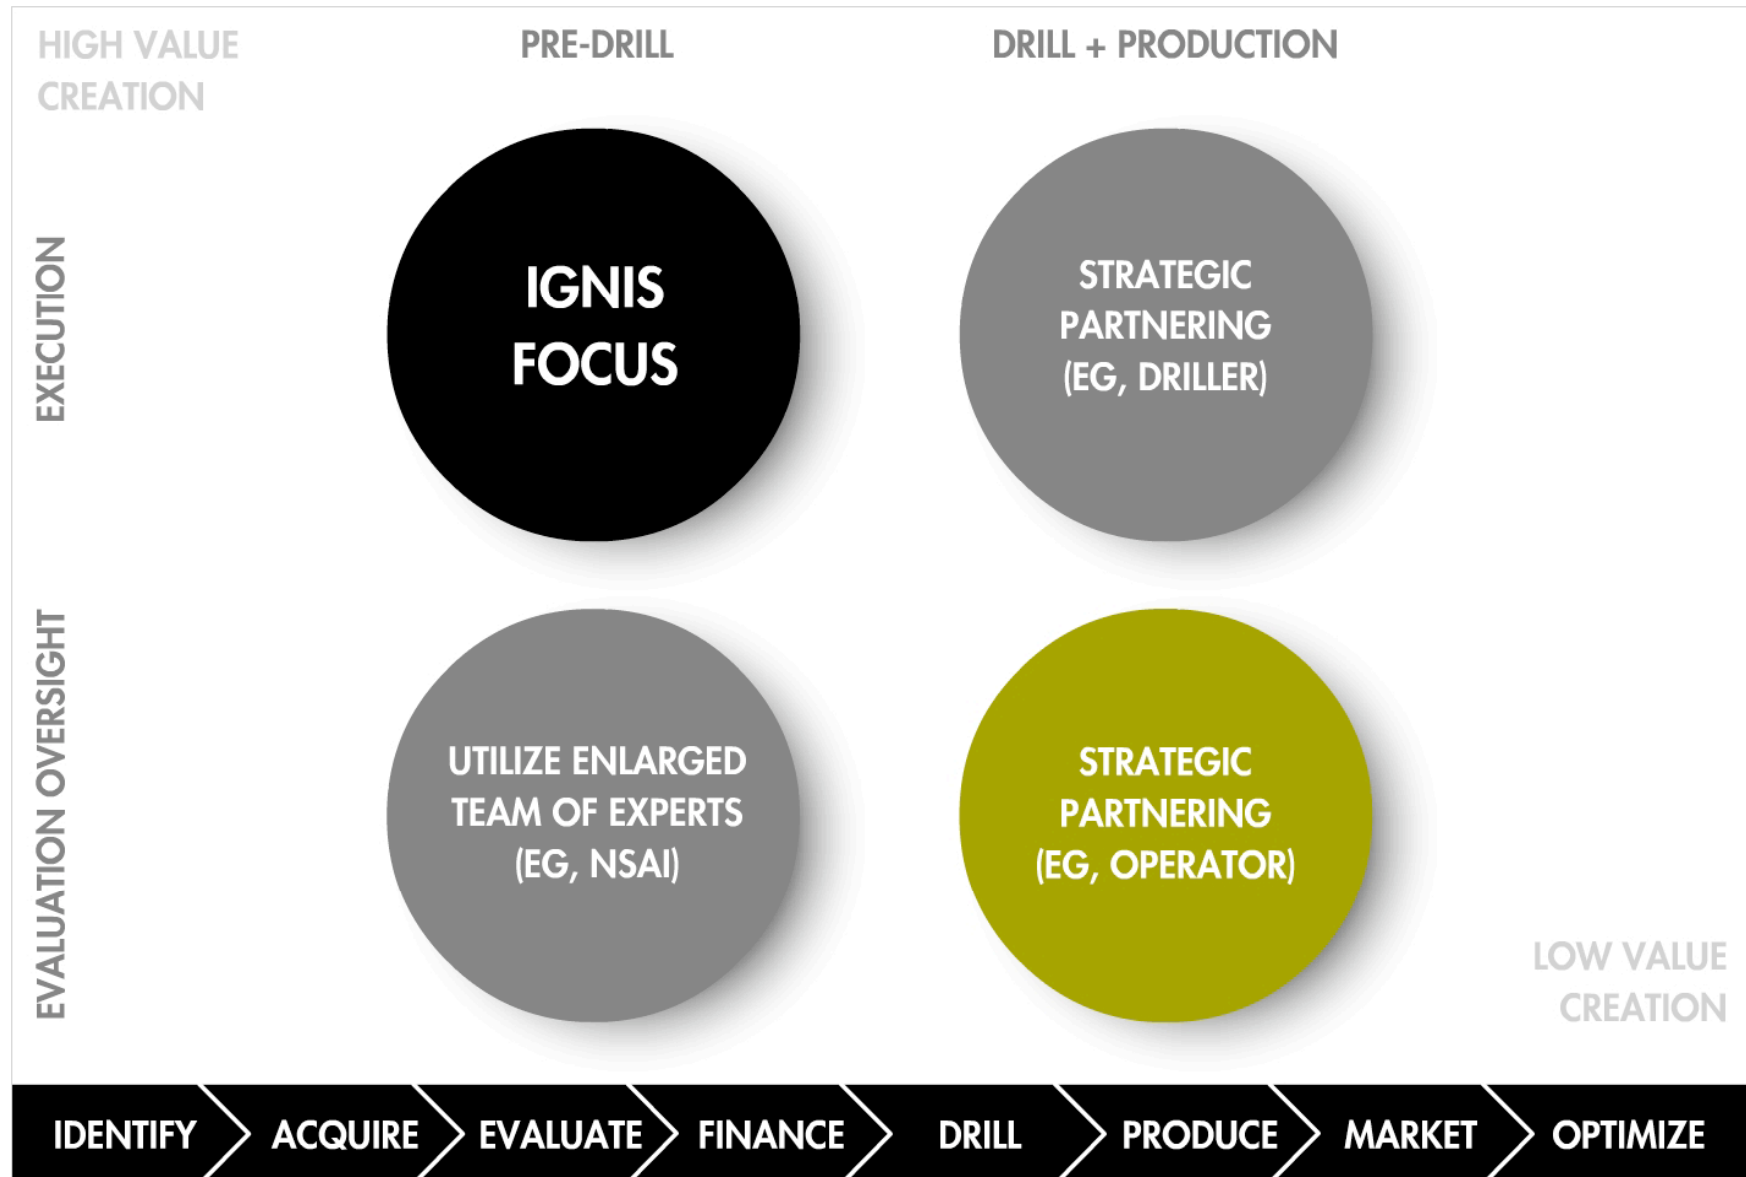 HIGH VALUE
CREATION
PRE-DRILL
DRILL + PRODUCTION
EXECUTION
IGNIS
FOCUS
STRATEGIC
PARTNERING
(EG, DRILLER)
EVALUATION OVERSIGHT
UTILIZE ENLARGED
TEAM OF EXPERTS
(EG, NSAI)
STRATEGIC
PARTNERING
(EG, OPERATOR)
LOW VALUE
CREATION
IDENTIFY
ACQUIRE
EVALUATE
FINANCE
DRILL
PRODUCE
MARKET
OPTIMIZE